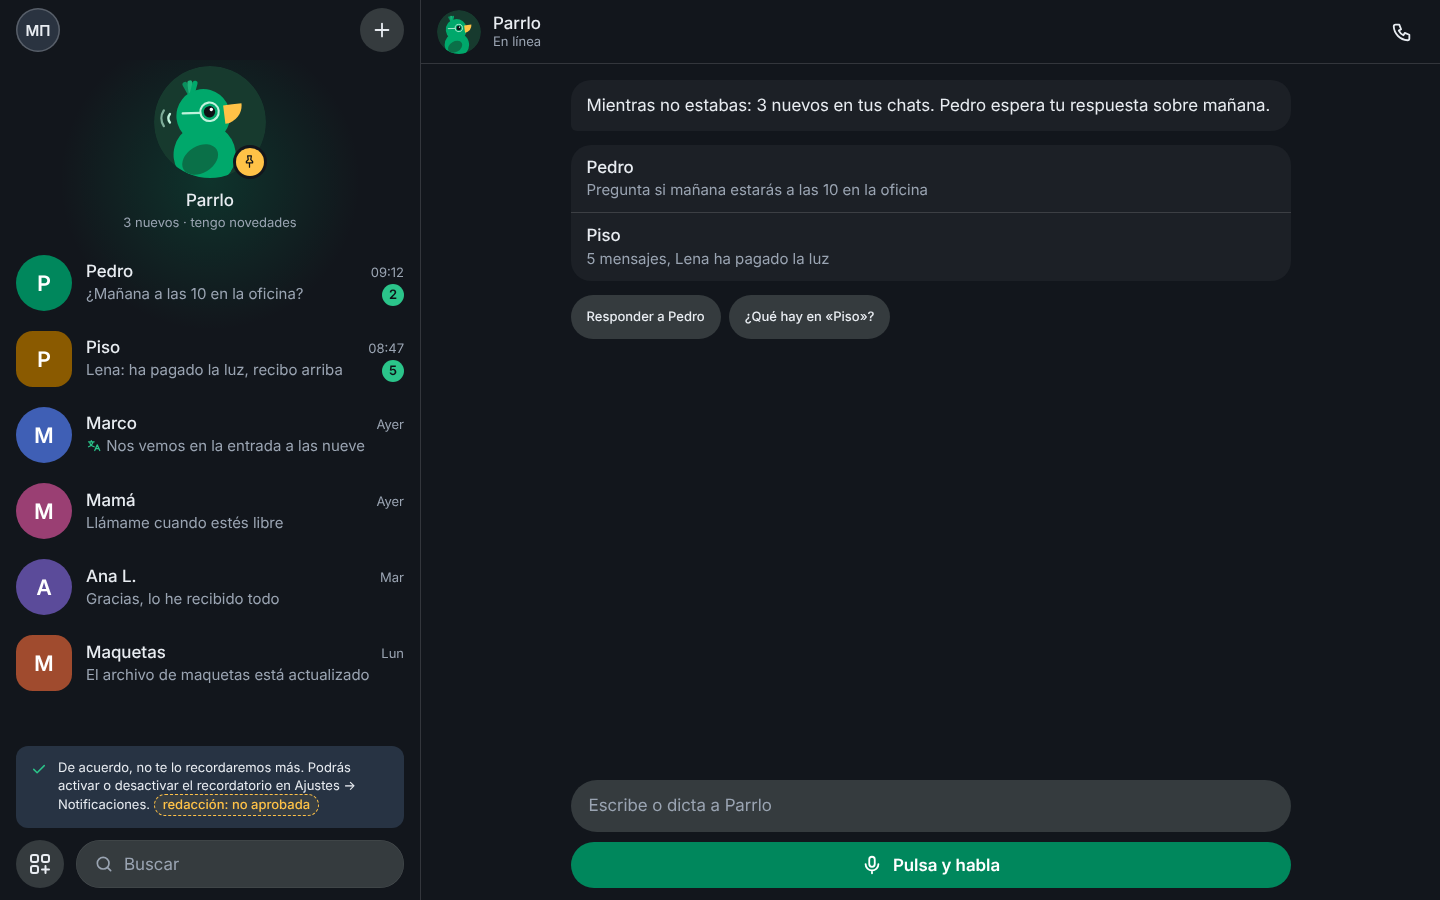 МП
Parrlo
3 nuevos · tengo novedades
Pedro
09:12
¿Mañana a las 10 en la oficina?
2
Piso
08:47
Lena: ha pagado la luz, recibo arriba
5
Marco
Ayer
Nos vemos en la entrada a las nueve
Mamá
Ayer
Llámame cuando estés libre
Ana L.
Mar
Gracias, lo he recibido todo
Maquetas
Lun
El archivo de maquetas está actualizado
P
P
M
M
A
M
De acuerdo, no te lo recordaremos más. Podrás
activar o desactivar el recordatorio en Ajustes →
Notificaciones. redacción: no aprobada
Buscar
Parrlo
En línea
Mientras no estabas: 3 nuevos en tus chats. Pedro espera tu respuesta sobre mañana.
Pedro
Pregunta si mañana estarás a las 10 en la oficina
Piso
5 mensajes, Lena ha pagado la luz
Responder a Pedro
¿Qué hay en «Piso»?
Escribe o dicta a Parrlo
Pulsa y habla